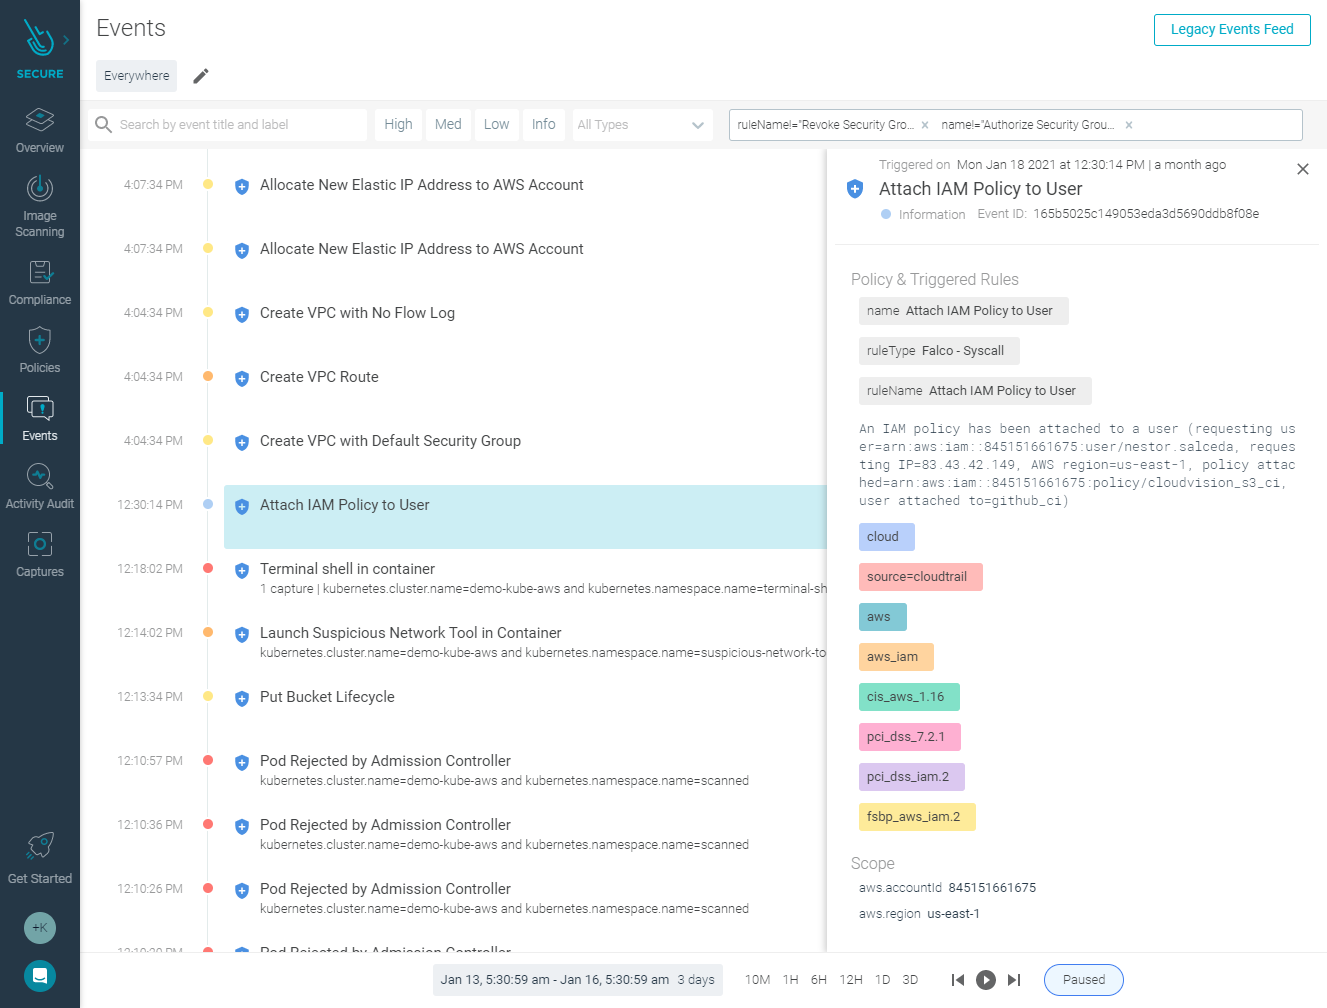 SECURE
Overview
Image
Scanning
Compliance
Policies
Events
Activity Audit
Captures
Get Started
+K
Events
Legacy Events Feed
Everywhere
Search by event title and label
High
Med
Low
Info
All Types
ruleName!="Revoke Security Gro... ×
name!="Authorize Security Grou... ×
4:07:34 PM Allocate New Elastic IP Address to AWS Account
4:07:34 PM Allocate New Elastic IP Address to AWS Account
4:04:34 PM Create VPC with No Flow Log
4:04:34 PM Create VPC Route
4:04:34 PM Create VPC with Default Security Group
12:30:14 PM Attach IAM Policy to User
12:18:02 PM Terminal shell in container
1 capture | kubernetes.cluster.name=demo-kube-aws and kubernetes.namespace.name=terminal-sh
12:14:02 PM Launch Suspicious Network Tool in Container
kubernetes.cluster.name=demo-kube-aws and kubernetes.namespace.name=suspicious-network-to
12:13:34 PM Put Bucket Lifecycle
12:10:57 PM Pod Rejected by Admission Controller
kubernetes.cluster.name=demo-kube-aws and kubernetes.namespace.name=scanned
12:10:36 PM Pod Rejected by Admission Controller
kubernetes.cluster.name=demo-kube-aws and kubernetes.namespace.name=scanned
12:10:26 PM Pod Rejected by Admission Controller
kubernetes.cluster.name=demo-kube-aws and kubernetes.namespace.name=scanned
Pod Rejected by Admission Controller
Triggered on Mon Jan 18 2021 at 12:30:14 PM | a month ago
Attach IAM Policy to User
Information Event ID: 165b5025c149053eda3d5690ddb8f08e
Policy & Triggered Rules
name Attach IAM Policy to User
ruleType Falco - Syscall
ruleName Attach IAM Policy to User
An IAM policy has been attached to a user (requesting us
er=arn:aws:iam::845151661675:user/nestor.salceda, reques
ting IP=83.43.42.149, AWS region=us-east-1, policy attac
hed=arn:aws:iam::845151661675:policy/cloudvision_s3_ci,
user attached to=github_ci)
cloud
source=cloudtrail
aws
aws_iam
cis_aws_1.16
pci_dss_7.2.1
pci_dss_iam.2
fsbp_aws_iam.2
Scope
aws.accountId 845151661675
aws.region us-east-1
Jan 13, 5:30:59 am - Jan 16, 5:30:59 am 3 days
10M 1H 6H 12H 1D 3D
Paused